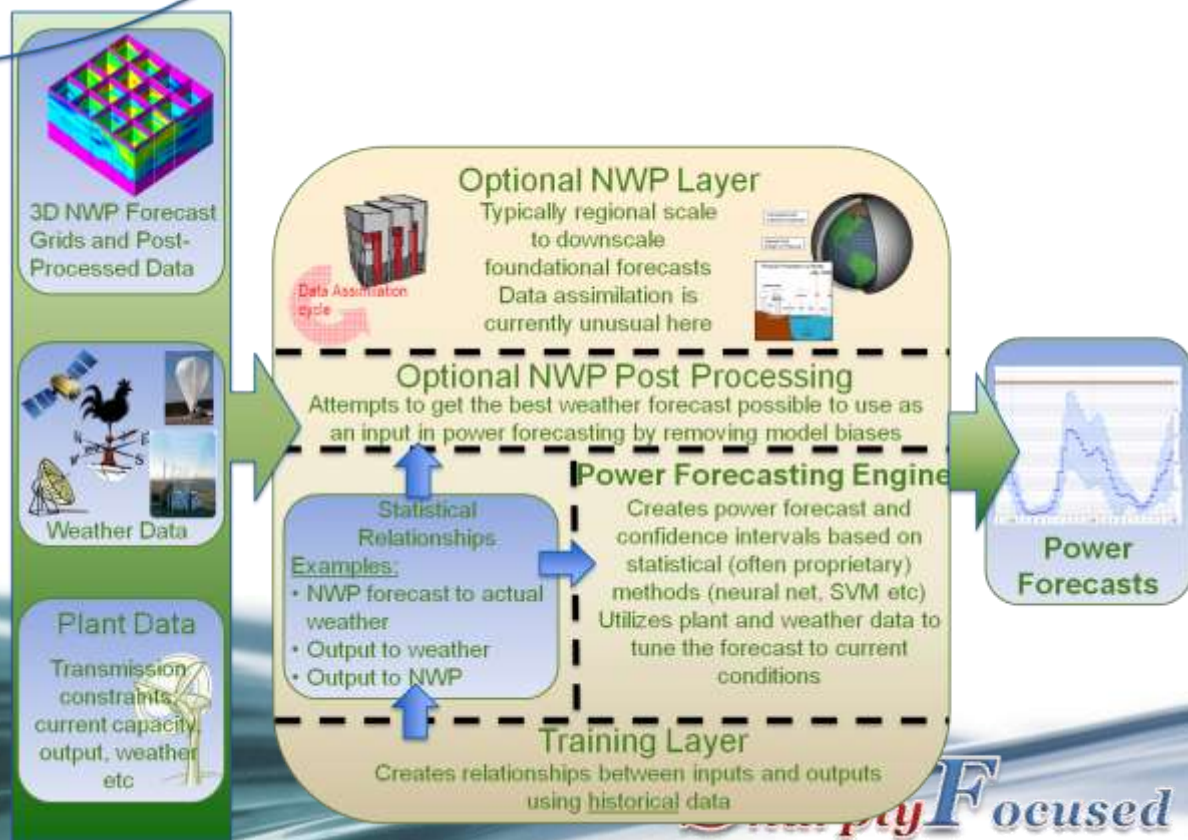 3D NWP Forecast
Grids and Post-
Processed Data
Weather Data
N
E
W
S
Plant Data
Transmission
constraints,
current capacity,
output, weather
etc
Optional NWP Layer
Typically regional scale
to downscale
foundational forecasts
Data assimilation is
currently unusual here
Data Assimilation
cycle
Optional NWP Post Processing
Attempts to get the best weather forecast possible to use as
an input in power forecasting by removing model biases
Statistical
Relationships
Examples:
• NWP forecast to actual
weather
• Output to weather
• Output to NWP
Power Forecasting Engine
Creates power forecast and
confidence intervals based on
statistical (often proprietary)
methods (neural net, SVM etc)
Utilizes plant and weather data to
tune the forecast to current
conditions
Training Layer
Creates relationships between inputs and outputs
using historical data
Power
Forecasts
Sharply Focused